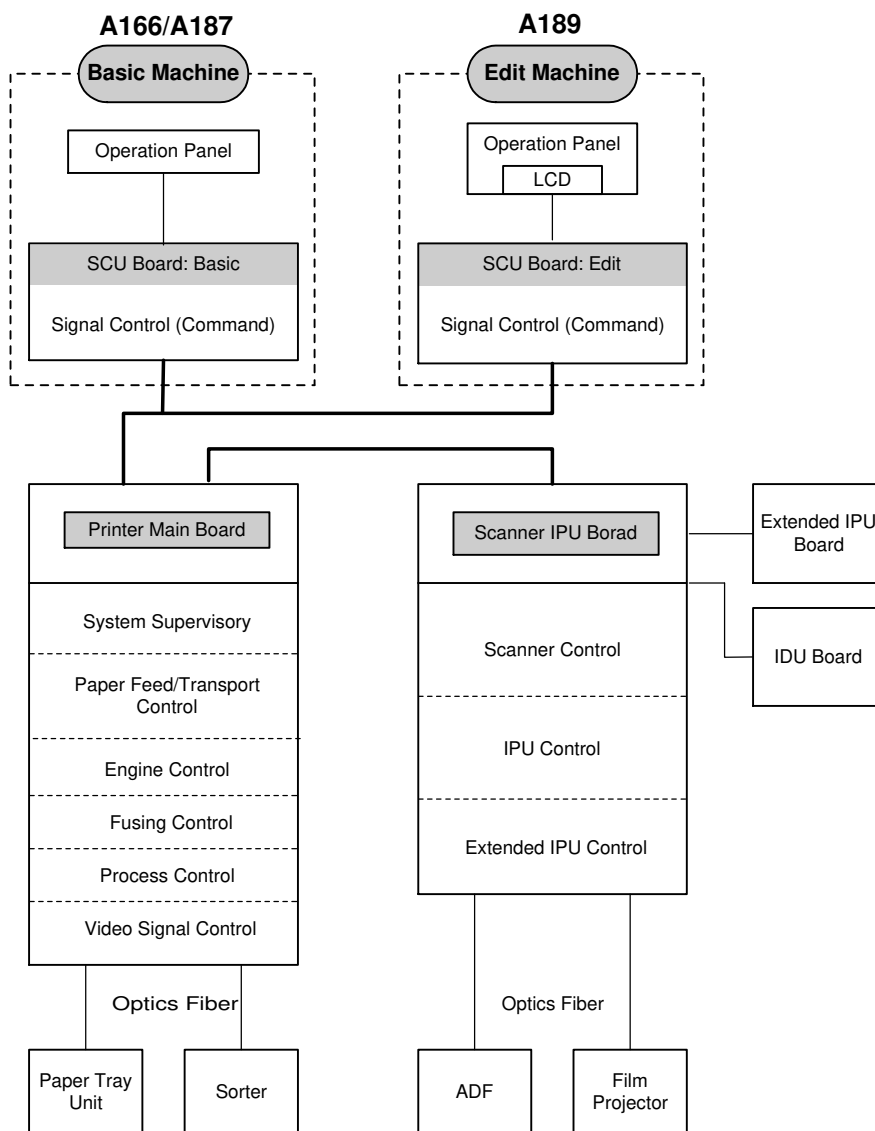 A166/A187
Basic Machine
Operation Panel
SCU Board: Basic
Signal Control (Command)
A189
Edit Machine
Operation Panel
LCD
SCU Board: Edit
Signal Control (Command)
Printer Main Board
System Supervisory
Paper Feed/Transport
Control
Engine Control
Fusing Control
Process Control
Video Signal Control
Optics Fiber
Paper Tray
Unit
Sorter
Scanner IPU Borad
Scanner Control
IPU Control
Extended IPU Control
Optics Fiber
ADF
Film
Projector
Extended IPU
Board
IDU Board